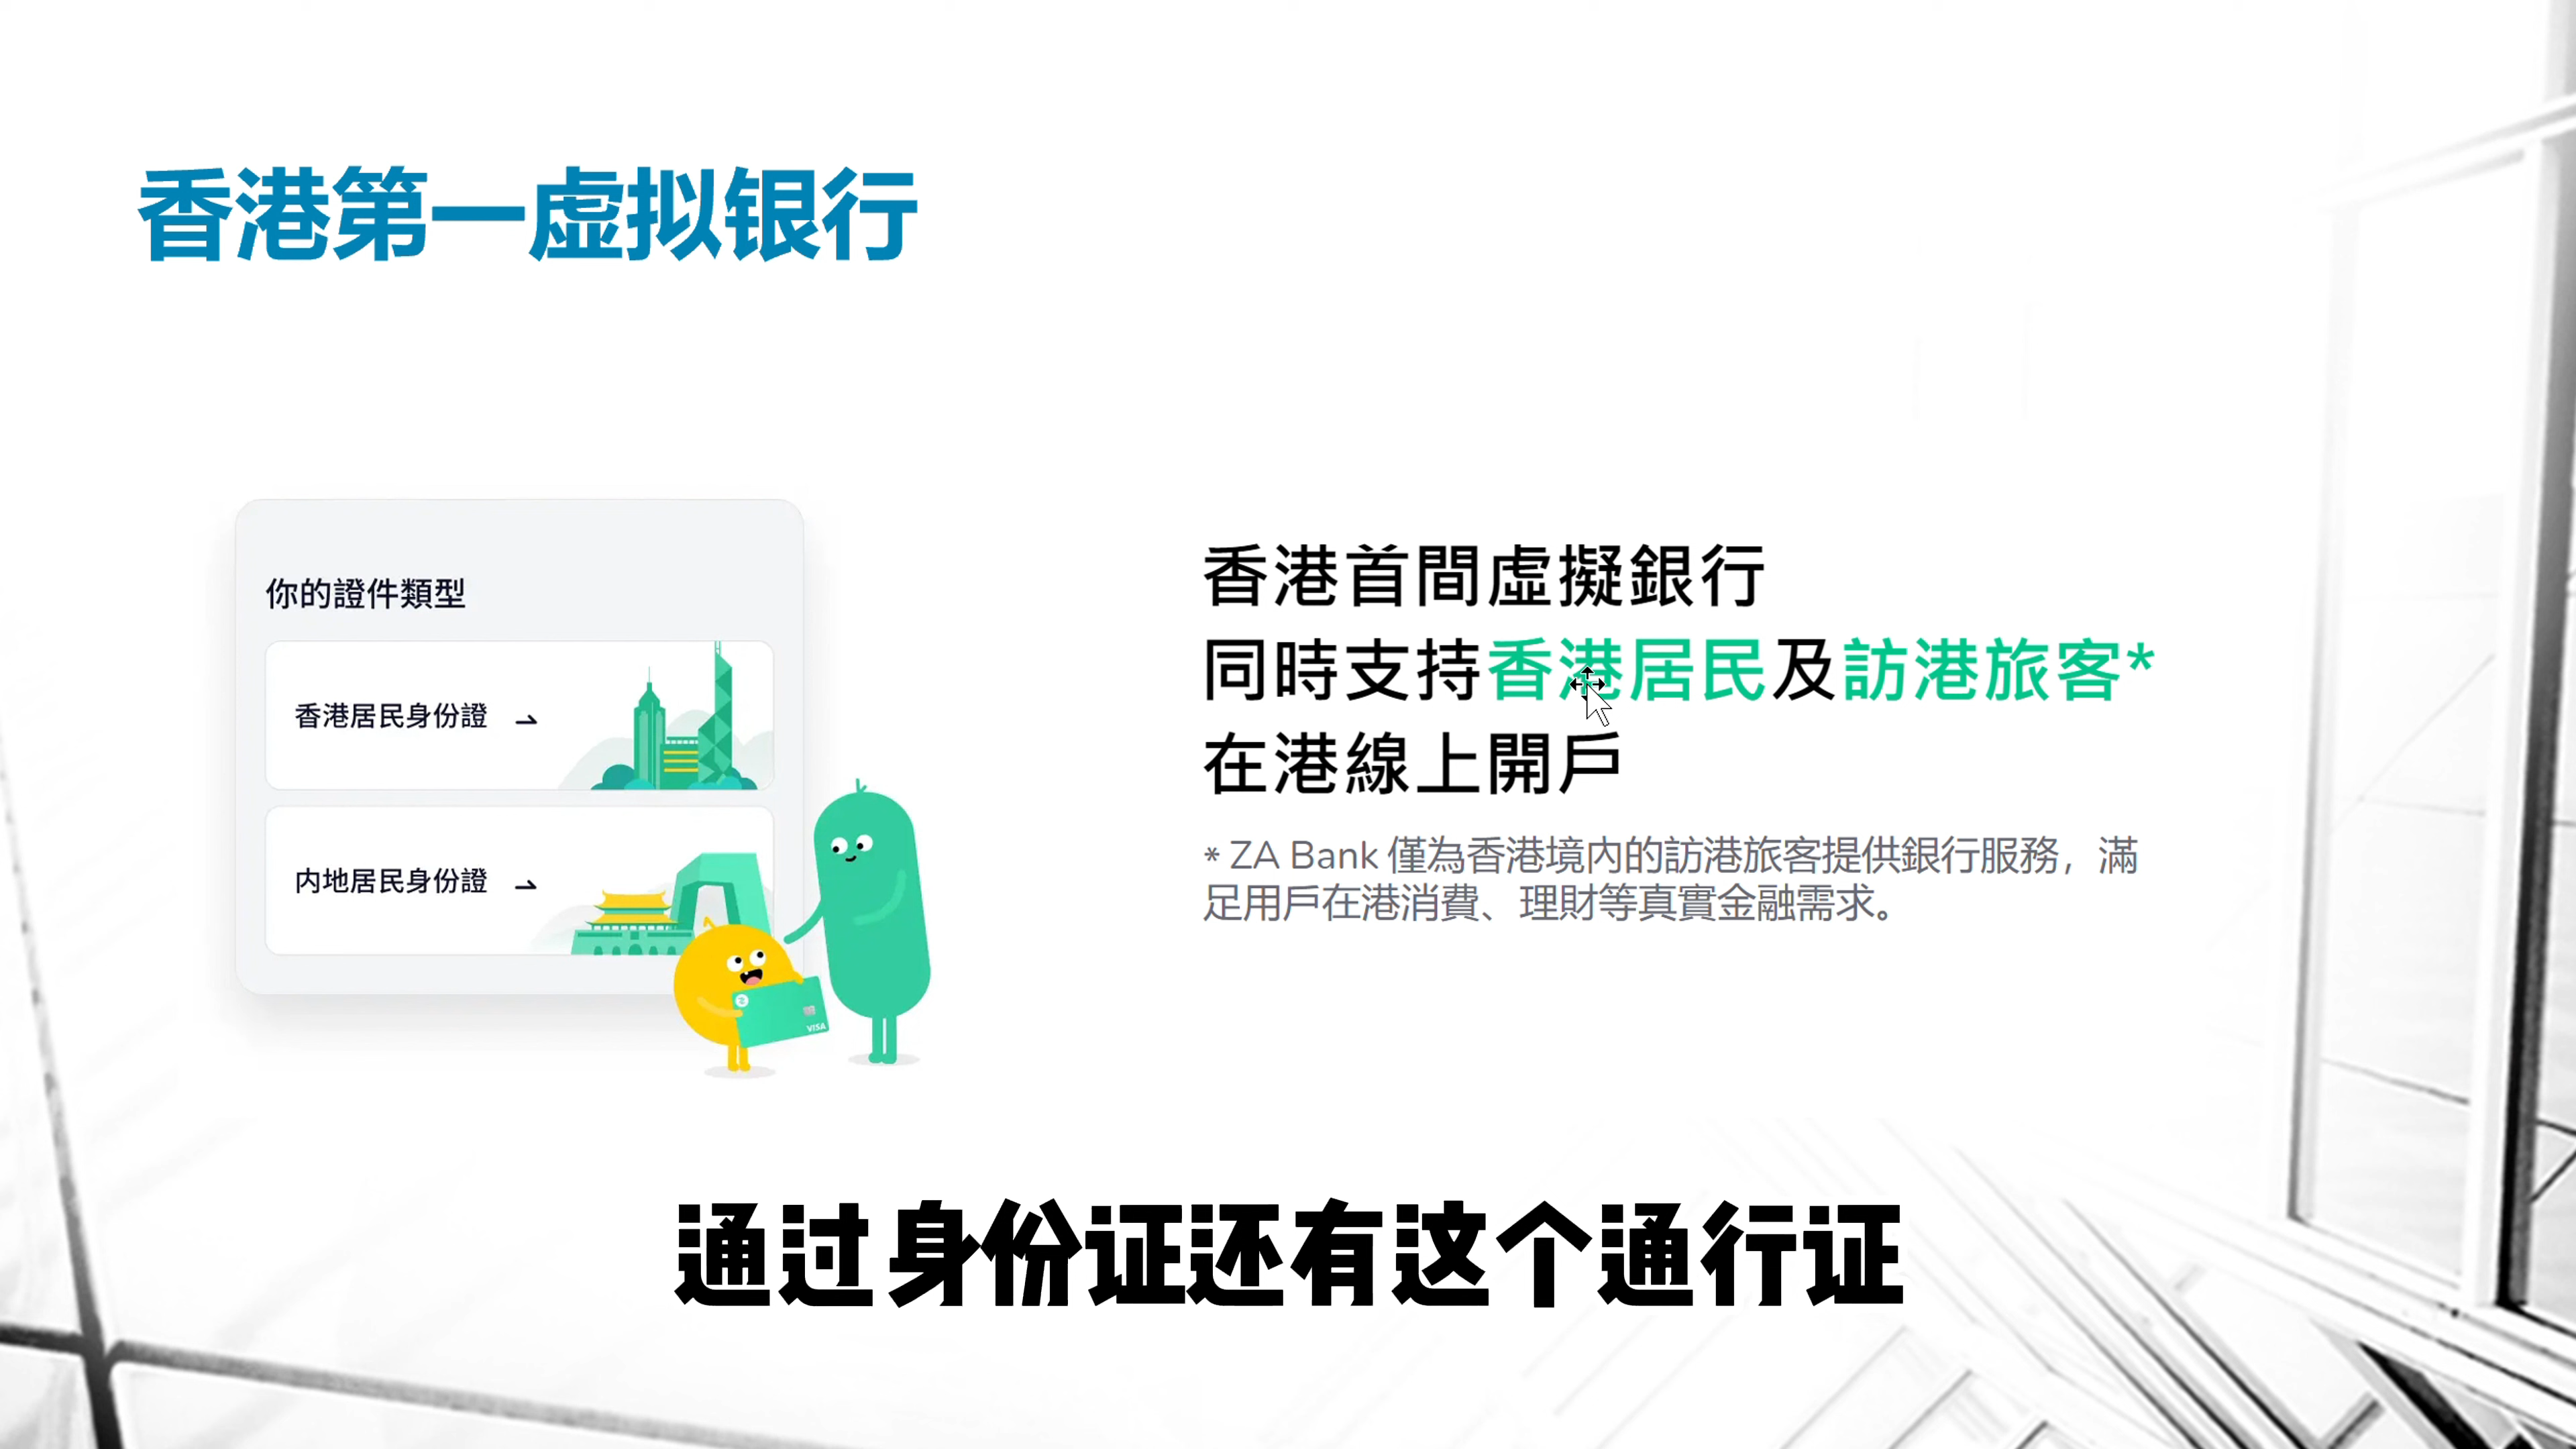 香港第一虚拟银行
你的證件類型
香港居民身份證
内地居民身份證
VISA
香港首間虛擬銀行
同時支持香港居民及訪港旅客*
在港線上開戶
* ZA Bank 僅為香港境內的訪港旅客提供銀行服務，滿
足用戶在港消費、理財等真實金融需求。
通过身份证还有这个通行证